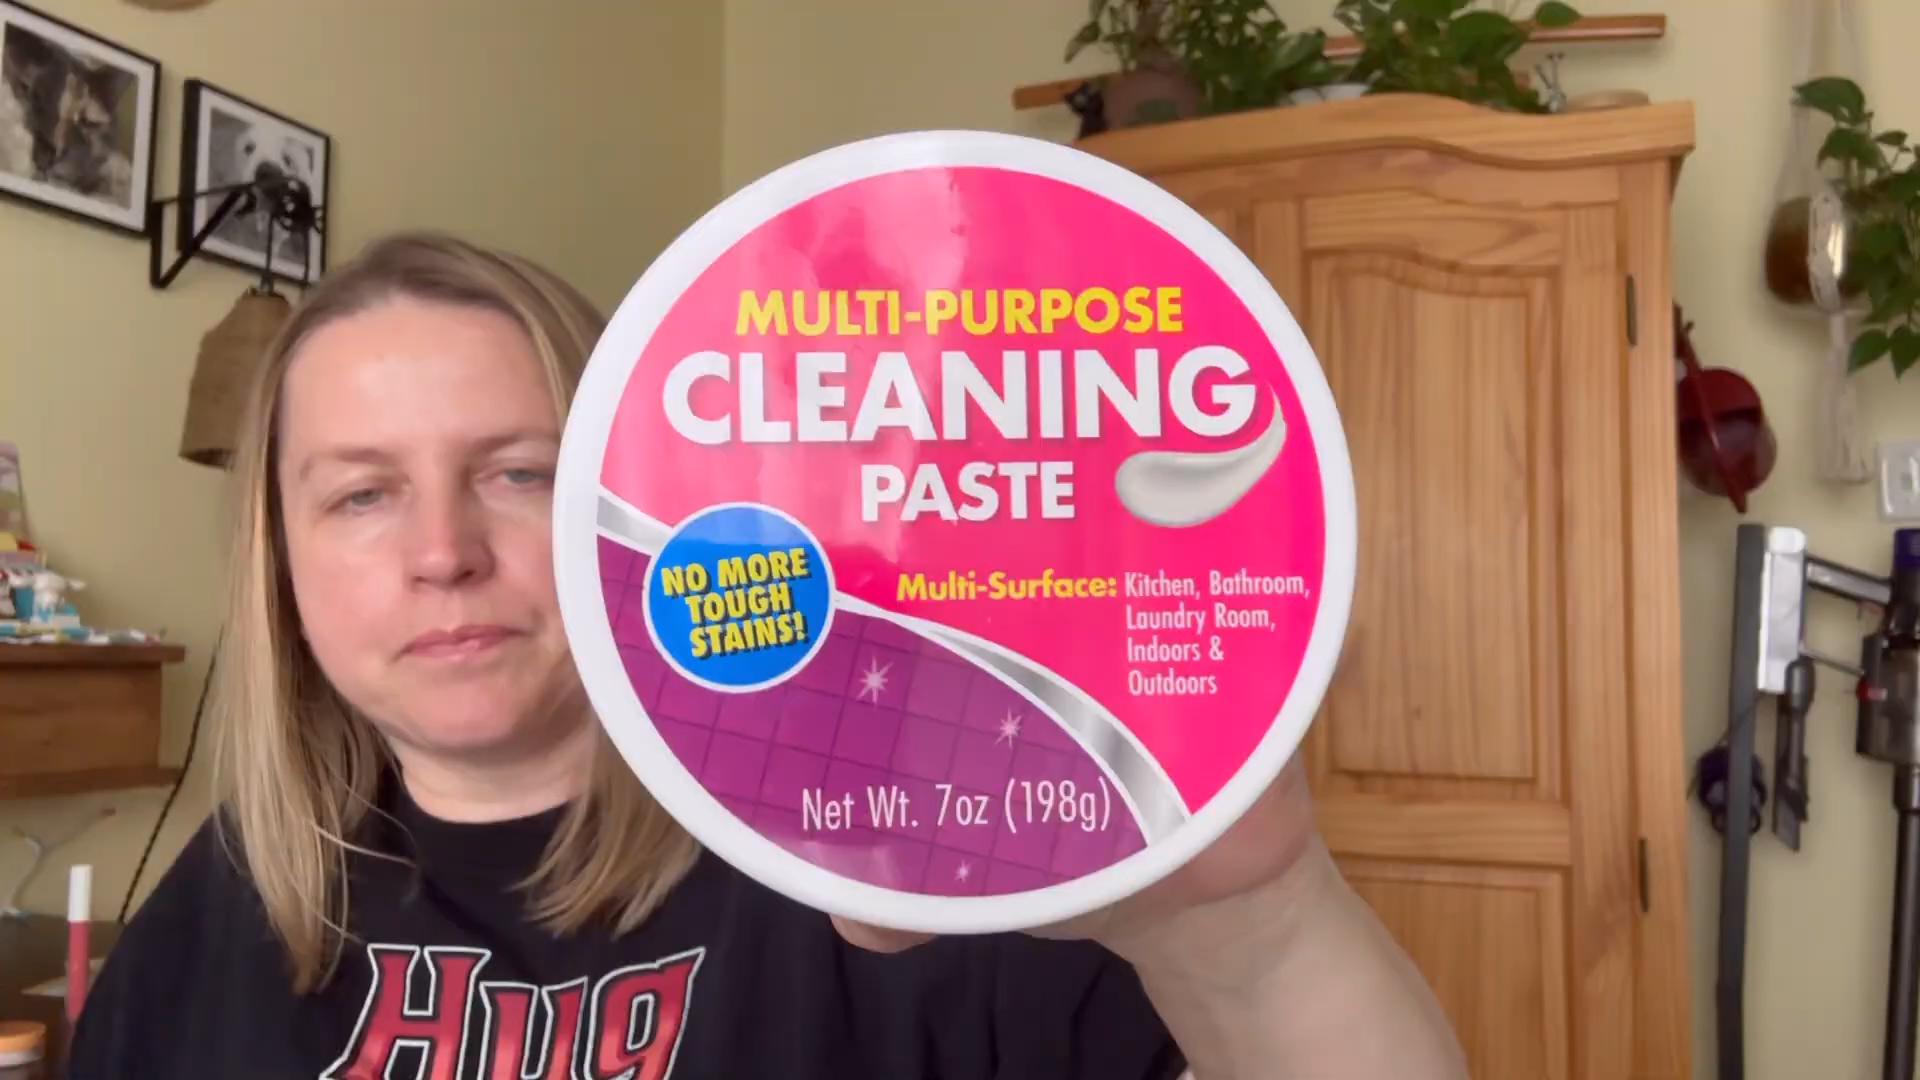 MULTI-PURPOSE
CLEANING
PASTE
NO MORE
TOUGH
STAINS!
Multi-Surface: Kitchen, Bathroom,
Laundry Room,
Indoors &
Outdoors
Net Wt. 7oz (198g)
Hug